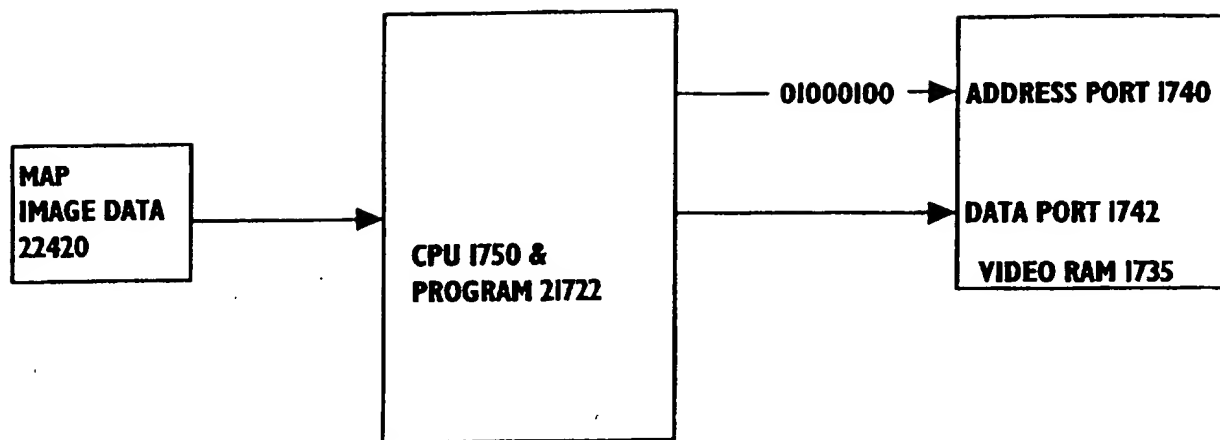 MAP
IMAGE DATA
22420
CPU 1750 &
PROGRAM 21722
01000100
ADDRESS PORT 1740
DATA PORT 1742
VIDEO RAM 1735